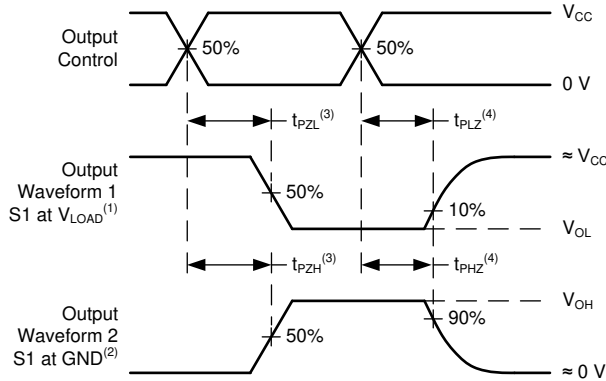 V_CC
Output
Control
50%
50%
0 V
t_PZL^(3)
t_PLZ^(4)
Output
Waveform 1
S1 at V_LOAD^(1)
≈ V_CC
50%
10%
V_OL
t_PZH^(3)
t_PHZ^(4)
Output
Waveform 2
S1 at GND^(2)
V_OH
50%
90%
≈ 0 V